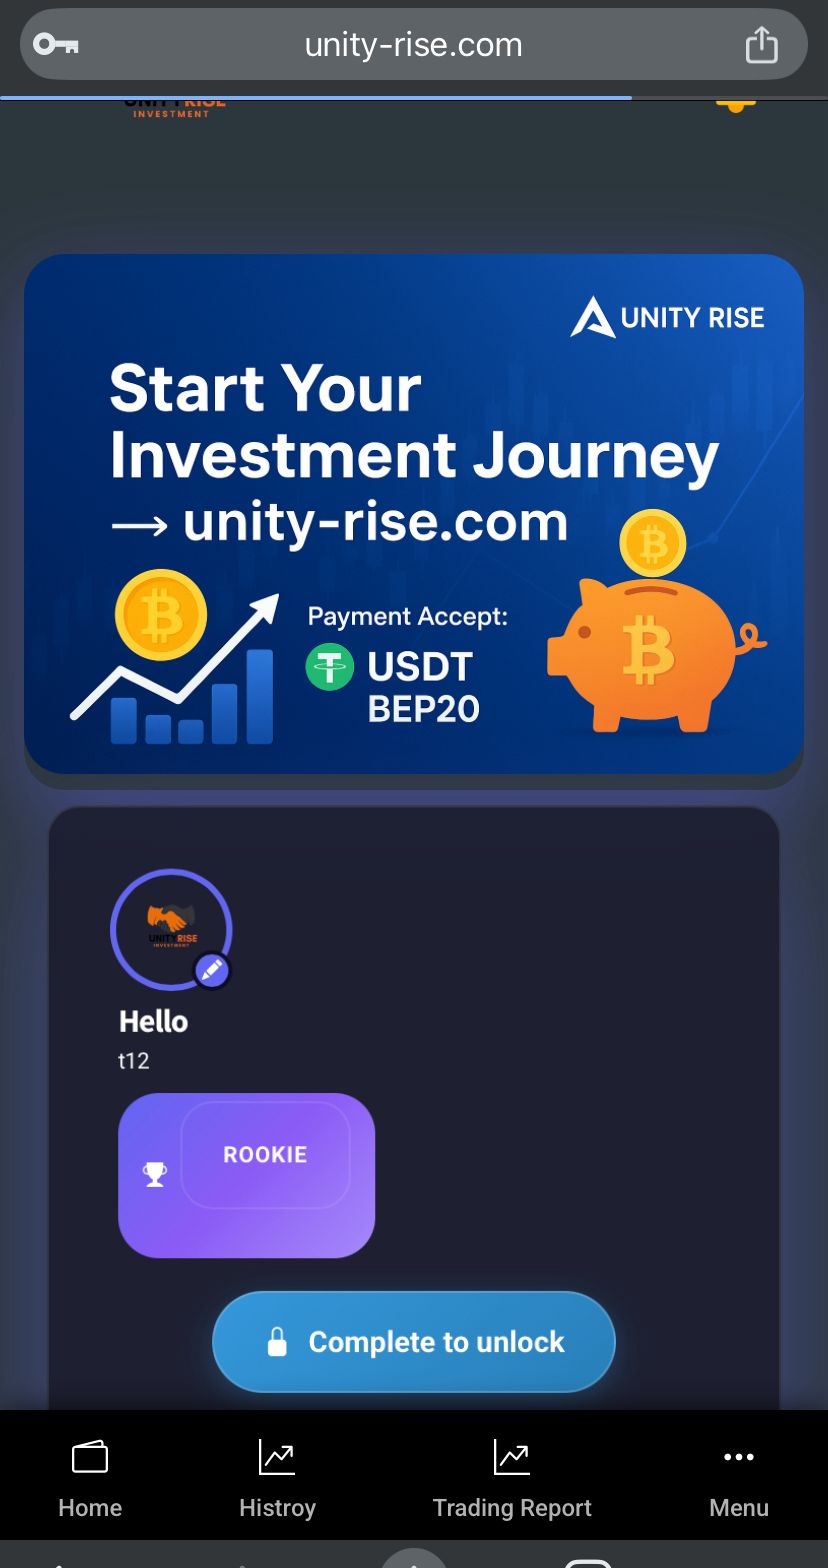 unity-rise.com
UNITY RISE
INVESTMENT
UNITY RISE
Start Your
Investment Journey
→ unity-rise.com
Payment Accept:
USDT
BEP20
UNITY RISE
INVESTMENT
Hello
t12
ROOKIE
Complete to unlock
Home
Histroy
Trading Report
Menu